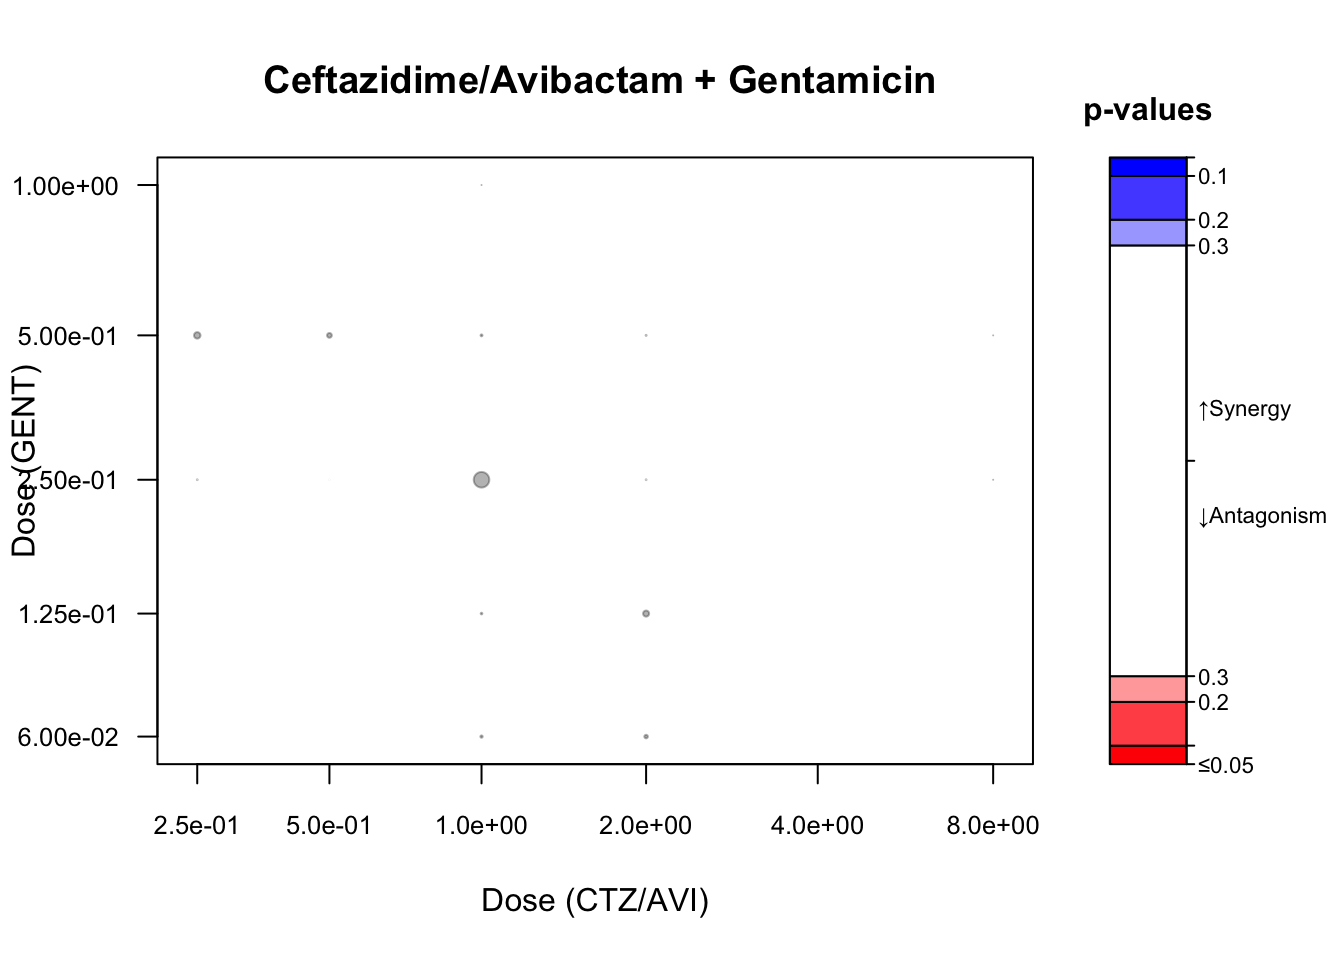 Ceftazidime/Avibactam + Gentamicin
p-values
1.00e+00
5.00e-01
2.50e-01
1.25e-01
6.00e-02
Dose (GENT)
2.5e-01 5.0e-01 1.0e+00 2.0e+00 4.0e+00 8.0e+00
Dose (CTZ/AVI)
0.1
0.2
0.3
↑Synergy
↓Antagonism
0.3
0.2
≤0.05